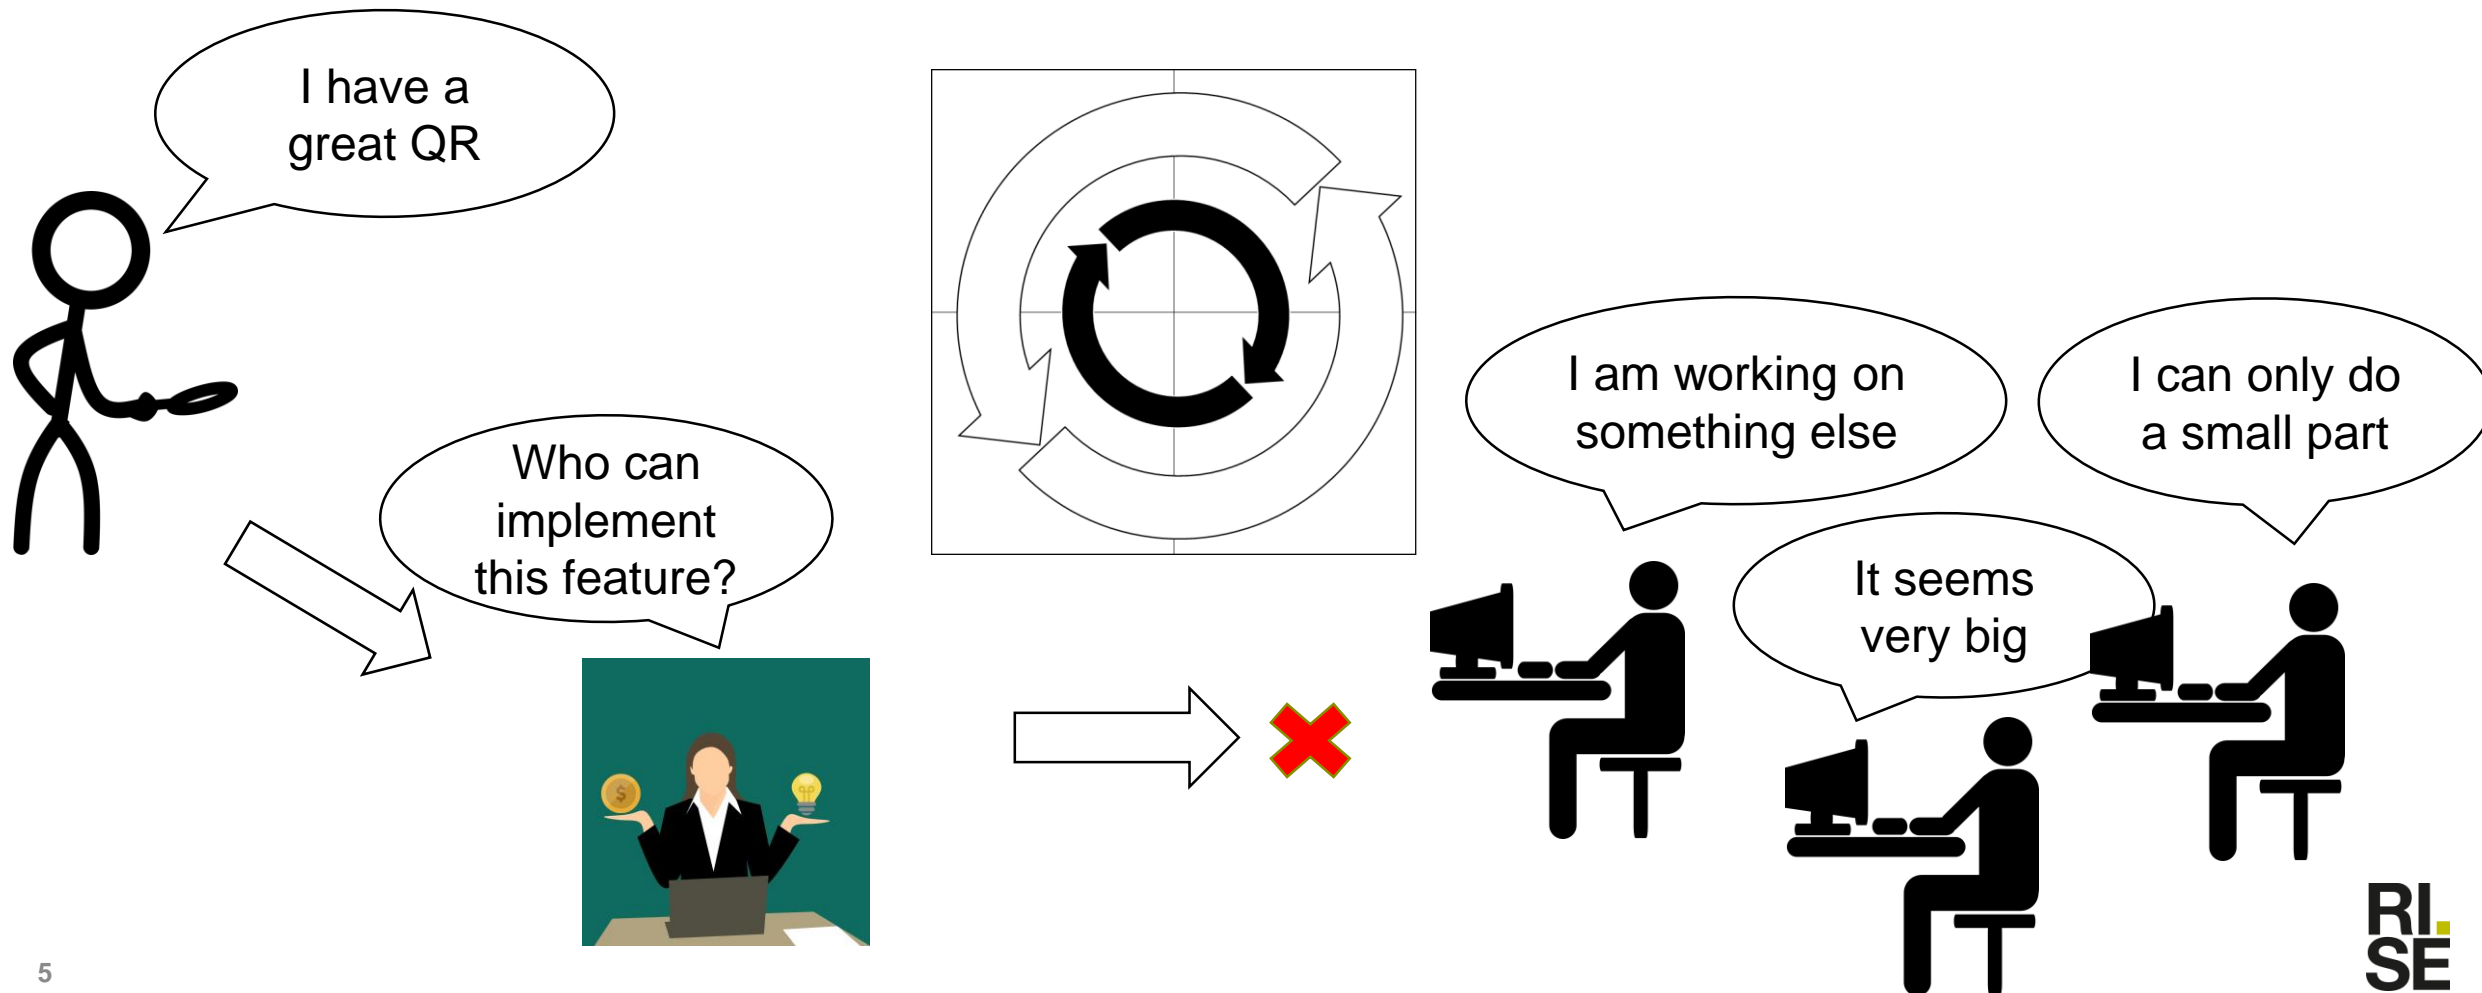 I have a
great QR
Who can
implement
this feature?
I am working on
something else
I can only do
a small part
It seems
very big
$
5
RI.
SE